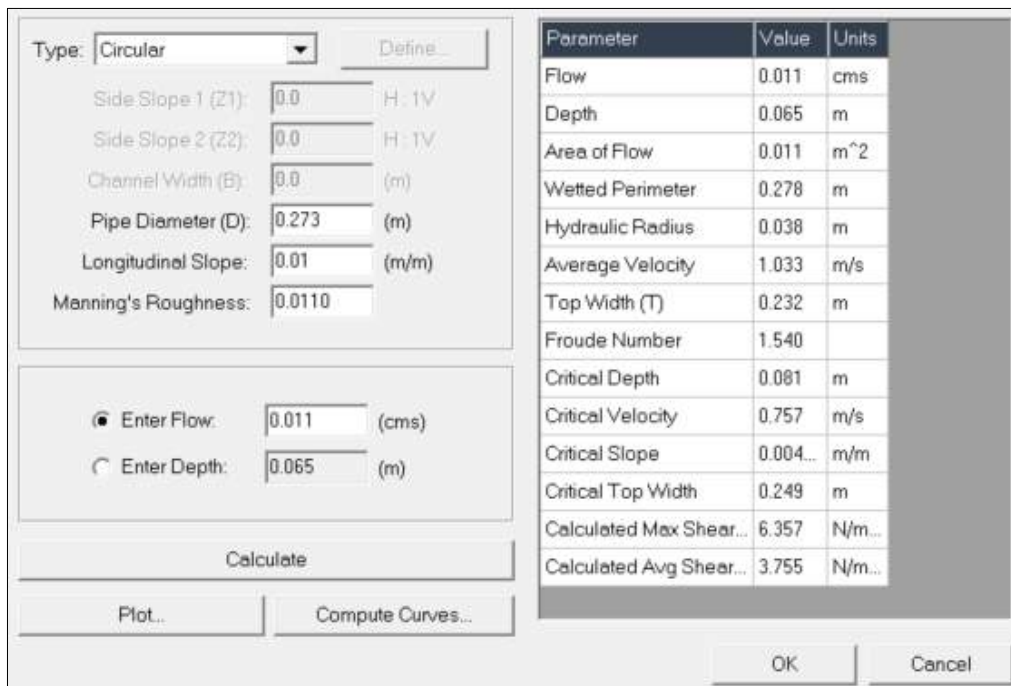 Type: Circular Define...
Side Slope 1 (Z1): 0.0 H : 1V
Side Slope 2 (Z2): 0.0 H : 1V
Channel Width (B): 0.0 (m)
Pipe Diameter (D): 0.273 (m)
Longitudinal Slope: 0.01 (m/m)
Manning's Roughness: 0.0110
Enter Flow: 0.011 (cms)
Enter Depth: 0.065 (m)
Calculate
Plot... Compute Curves...
Parameter Value Units
Flow 0.011 cms
Depth 0.065 m
Area of Flow 0.011 m^2
Wetted Perimeter 0.278 m
Hydraulic Radius 0.038 m
Average Velocity 1.033 m/s
Top Width (T) 0.232 m
Froude Number 1.540
Critical Depth 0.081 m
Critical Velocity 0.757 m/s
Critical Slope 0.004... m/m
Critical Top Width 0.249 m
Calculated Max Shear... 6.357 N/m...
Calculated Avg Shear... 3.755 N/m...
OK Cancel